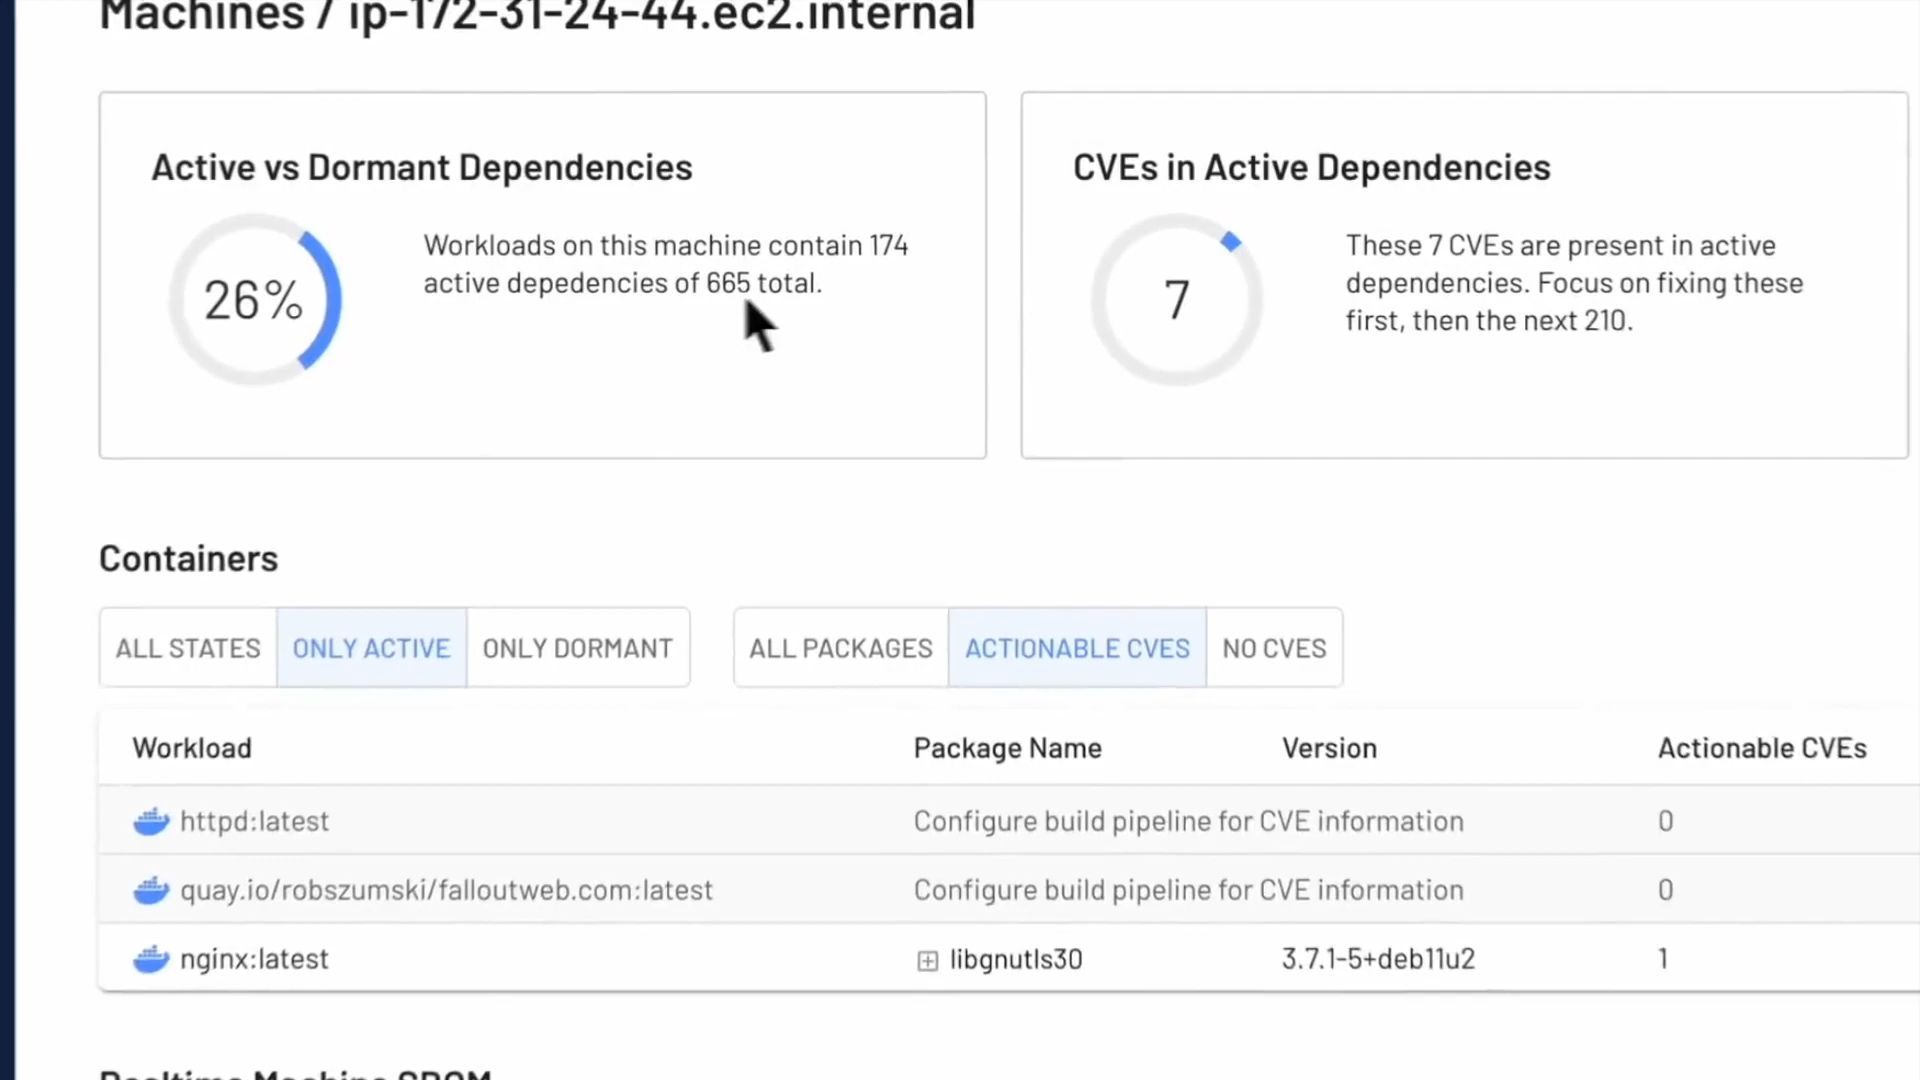 Machines / ip-172-31-24-44.ec2.internal
Active vs Dormant Dependencies
26%
Workloads on this machine contain 174
active depedencies of 665 total.
CVEs in Active Dependencies
7
These 7 CVEs are present in active
dependencies. Focus on fixing these
first, then the next 210.
Containers
ALL STATES ONLY ACTIVE ONLY DORMANT ALL PACKAGES ACTIONABLE CVES NO CVES
Workload Package Name Version Actionable CVEs
httpd:latest Configure build pipeline for CVE information 0
quay.io/robszumski/falloutweb.com:latest Configure build pipeline for CVE information 0
nginx:latest libgnutls30 3.7.1-5+deb11u2 1
Realtime Machine SBOM